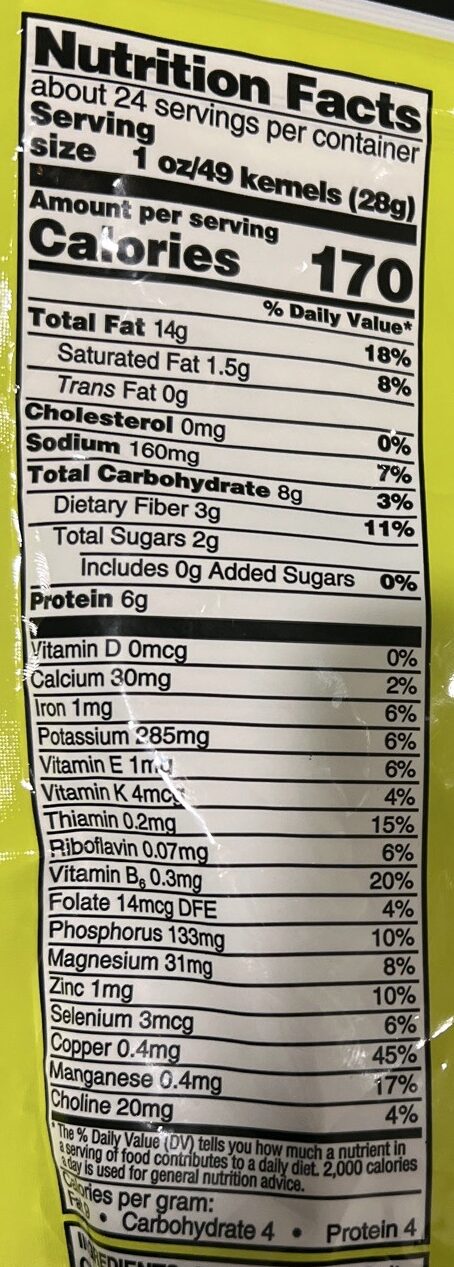 Nutrition Facts
about 24 servings per container
Serving
size 1 oz/49 kernels (28g)
Amount per serving
Calories 170
% Daily Value*
Total Fat 14g 18%
Saturated Fat 1.5g 8%
Trans Fat 0g
Cholesterol 0mg 0%
Sodium 160mg 7%
Total Carbohydrate 8g 3%
Dietary Fiber 3g 11%
Total Sugars 2g
Includes 0g Added Sugars 0%
Protein 6g
Vitamin D 0mcg 0%
Calcium 30mg 2%
Iron 1mg 6%
Potassium 285mg 6%
Vitamin E 1mg 6%
Vitamin K 4mcg 4%
Thiamin 0.2mg 15%
Riboflavin 0.07mg 6%
Vitamin B₆ 0.3mg 20%
Folate 14mcg DFE 4%
Phosphorus 133mg 10%
Magnesium 31mg 8%
Zinc 1mg 10%
Selenium 3mcg 6%
Copper 0.4mg 45%
Manganese 0.4mg 17%
Choline 20mg 4%
*The % Daily Value (DV) tells you how much a nutrient in
a serving of food contributes to a daily diet. 2,000 calories
a day is used for general nutrition advice.
Calories per gram:
Fat 9 • Carbohydrate 4 • Protein 4